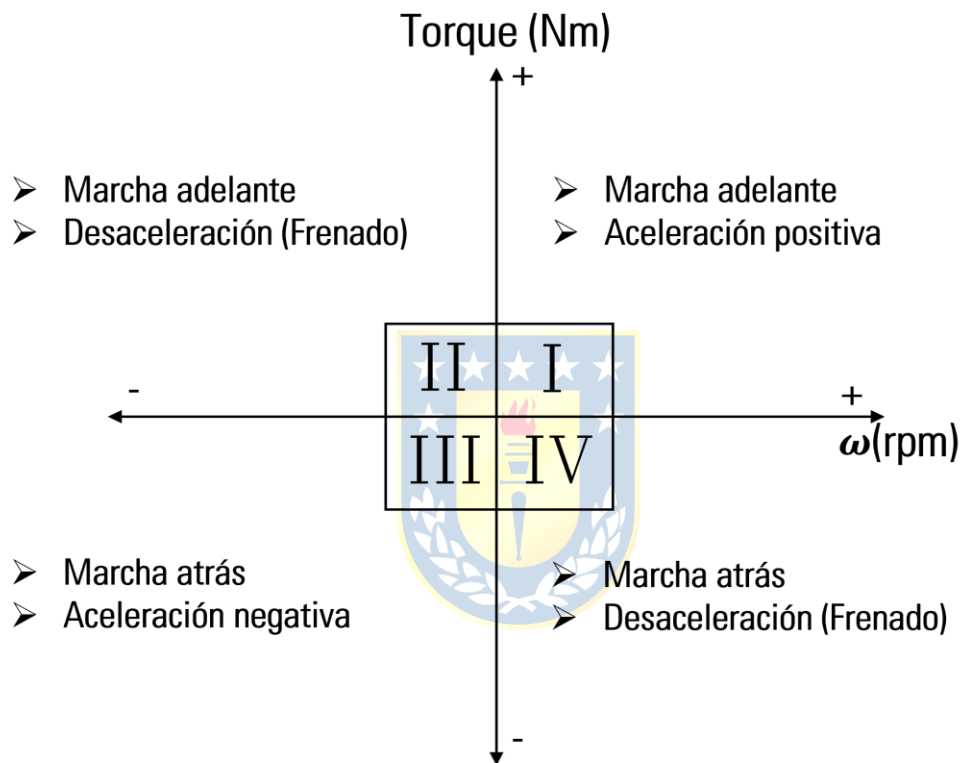 Torque (Nm)
+
➢ Marcha adelante
➢ Desaceleración (Frenado)
➢ Marcha adelante
➢ Aceleración positiva
II
I
-
+
ω(rpm)
III
IV
➢ Marcha atrás
➢ Aceleración negativa
➢ Marcha atrás
➢ Desaceleración (Frenado)
-